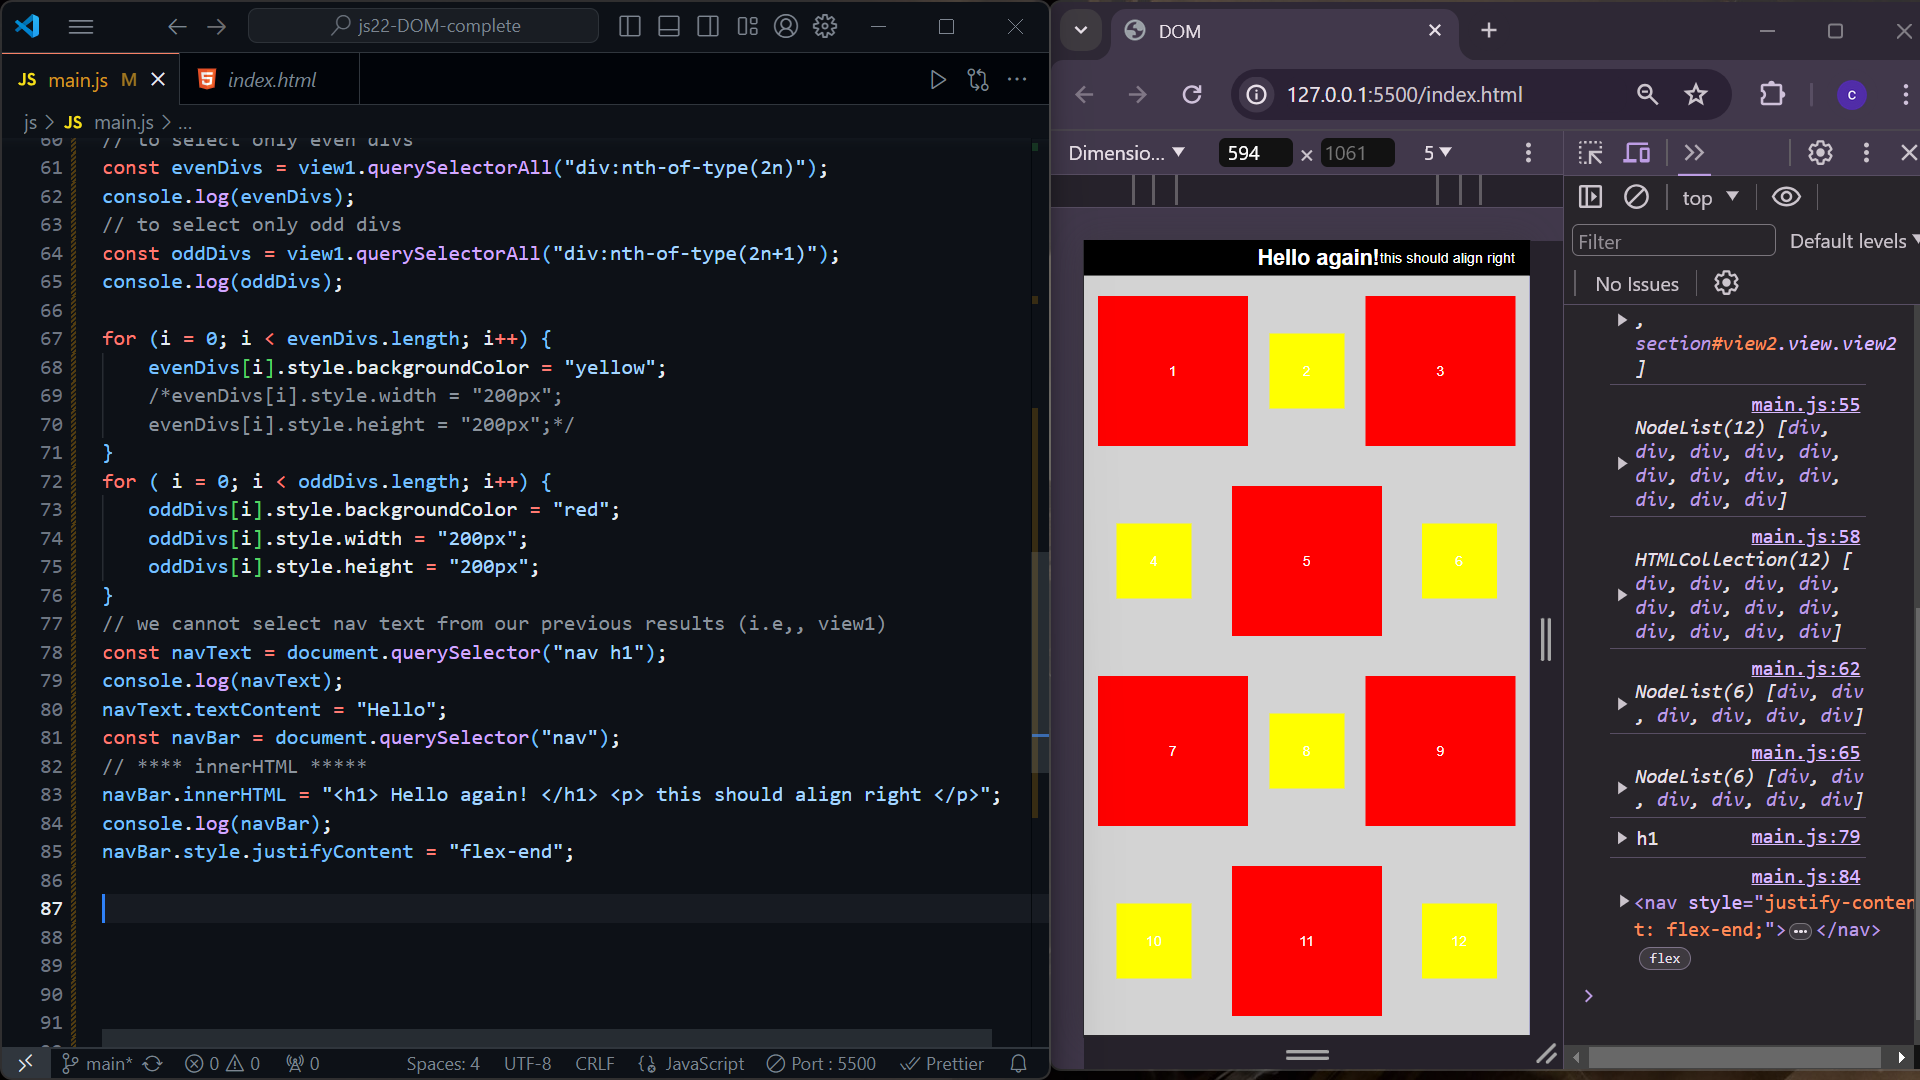 js22-DOM-complete
JS main.js M
index.html
js > JS main.js > ...
60 // to select only even divs
61 const evenDivs = view1.querySelectorAll("div:nth-of-type(2n)");
62 console.log(evenDivs);
63 // to select only odd divs
64 const oddDivs = view1.querySelectorAll("div:nth-of-type(2n+1)");
65 console.log(oddDivs);
66
67 for (i = 0; i < evenDivs.length; i++) {
68 evenDivs[i].style.backgroundColor = "yellow";
69 /*evenDivs[i].style.width = "200px";
70 evenDivs[i].style.height = "200px";*/
71 }
72 for ( i = 0; i < oddDivs.length; i++) {
73 oddDivs[i].style.backgroundColor = "red";
74 oddDivs[i].style.width = "200px";
75 oddDivs[i].style.height = "200px";
76 }
77 // we cannot select nav text from our previous results (i.e,, view1)
78 const navText = document.querySelector("nav h1");
79 console.log(navText);
80 navText.textContent = "Hello";
81 const navBar = document.querySelector("nav");
82 // **** innerHTML *****
83 navBar.innerHTML = "<h1> Hello again! </h1> <p> this should align right </p>";
84 console.log(navBar);
85 navBar.style.justifyContent = "flex-end";
86
87
88
89
90
91
main* 0 0 0 Spaces: 4 UTF-8 CRLF {} JavaScript Port : 5500 Prettier
DOM
127.0.0.1:5500/index.html
c
Dimensio... 594 × 1061 5
Hello again! this should align right
1 2 3
4 5 6
7 8 9
10 11 12
top
Filter
Default levels
No Issues
,
section#view2.view.view2
]
main.js:55
NodeList(12) [div,
div, div, div, div,
div, div, div, div,
div, div, div]
main.js:58
HTMLCollection(12) [
div, div, div, div,
div, div, div, div,
div, div, div, div]
main.js:62
NodeList(6) [div, div
, div, div, div, div]
main.js:65
NodeList(6) [div, div
, div, div, div, div]
h1 main.js:79
main.js:84
<nav style="justify-conten
t: flex-end;">…</nav>
flex